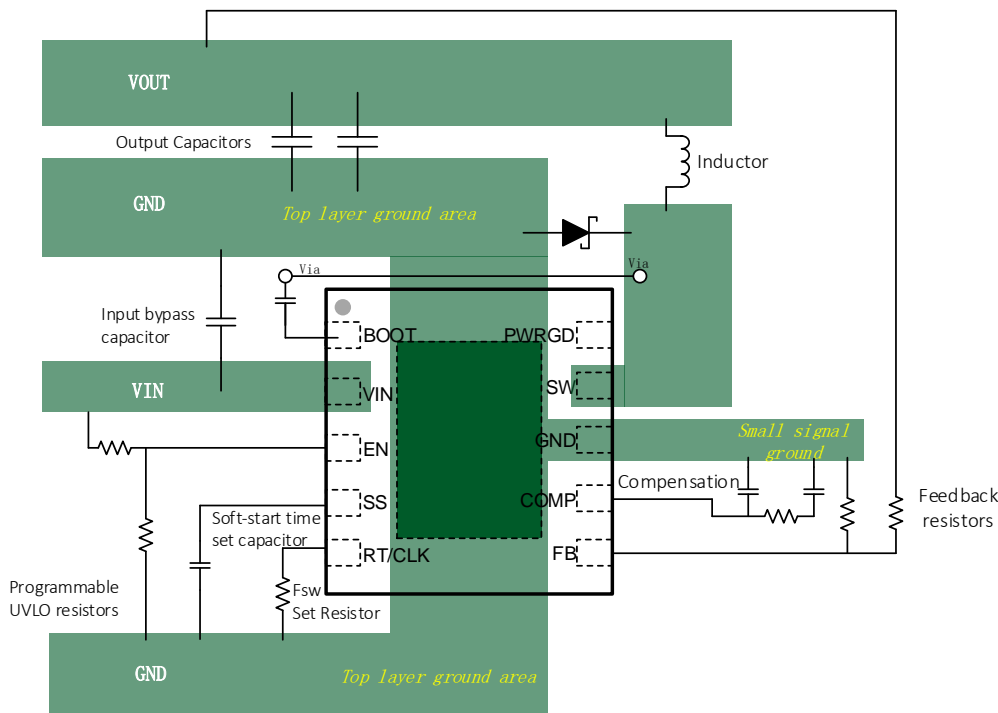 VOUT
Output Capacitors
Inductor
GND
Top layer ground area
Via
Via
Input bypass
capacitor
BOOT
PWRGD
VIN
VIN
SW
EN
GND
Small signal
ground
SS
COMP
Compensation
Feedback
resistors
Soft-start time
set capacitor
RT/CLK
FB
Programmable
UVLO resistors
Fsw
Set Resistor
GND
Top layer ground area